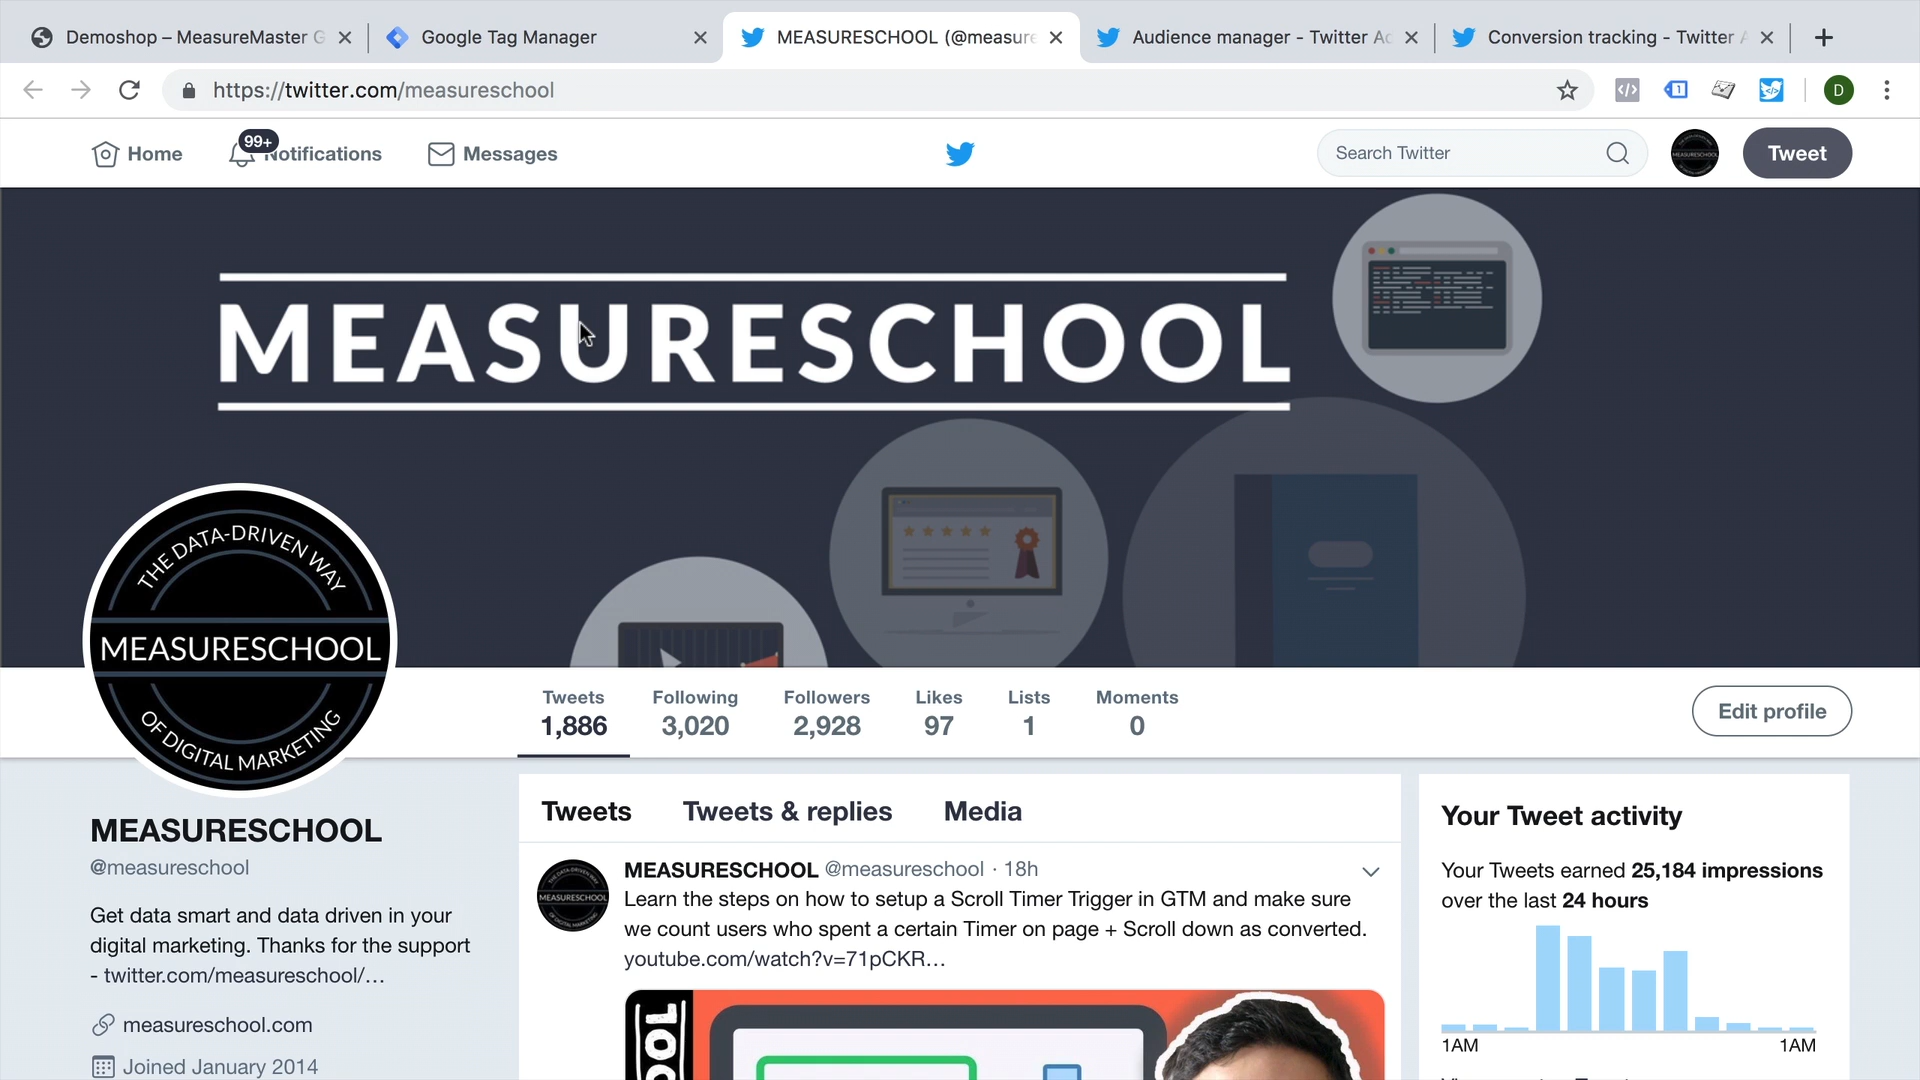 Demoshop – MeasureMaster G
Google Tag Manager
MEASURESCHOOL (@measure
Audience manager - Twitter Ad
Conversion tracking - Twitter A
https://twitter.com/measureschool
1
D
Home
99+
Notifications
Messages
Search Twitter
MEASURESCHOOL
Tweet
MEASURESCHOOL
THE DATA-DRIVEN WAY
MEASURESCHOOL
OF DIGITAL MARKETING
Tweets
1,886
Following
3,020
Followers
2,928
Likes
97
Lists
1
Moments
0
Edit profile
MEASURESCHOOL
@measureschool
Get data smart and data driven in your
digital marketing. Thanks for the support
- twitter.com/measureschool/…
measureschool.com
Joined January 2014
Tweets
Tweets & replies
Media
MEASURESCHOOL @measureschool · 18h
Learn the steps on how to setup a Scroll Timer Trigger in GTM and make sure
we count users who spent a certain Timer on page + Scroll down as converted.
youtube.com/watch?v=71pCKR…
MEASURESCHOOL
Your Tweet activity
Your Tweets earned 25,184 impressions
over the last 24 hours
1AM
1AM